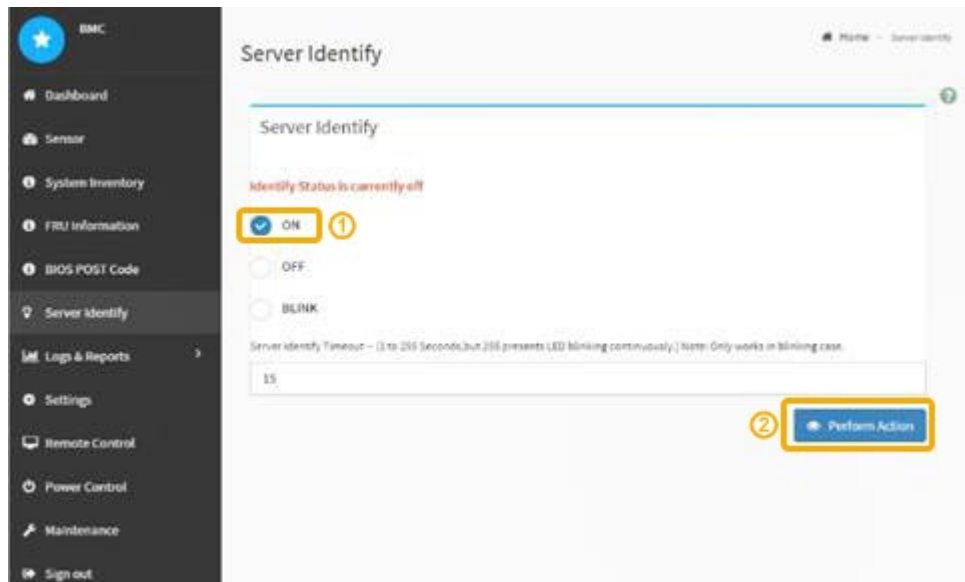 BMC
Home - Server Identify
Server Identify
Dashboard
Sensor
System Inventory
FRU Information
BIOS POST Code
Server Identify
Logs & Reports
Settings
Remote Control
Power Control
Maintenance
Sign out
Server Identify
Identify Status is currently off
ON
1
OFF
BLINK
Server Identify Timeout – (1 to 255 Seconds,but 255 presents LED blinking continuously.) Note: Only works in blinking case.
15
2
Perform Action